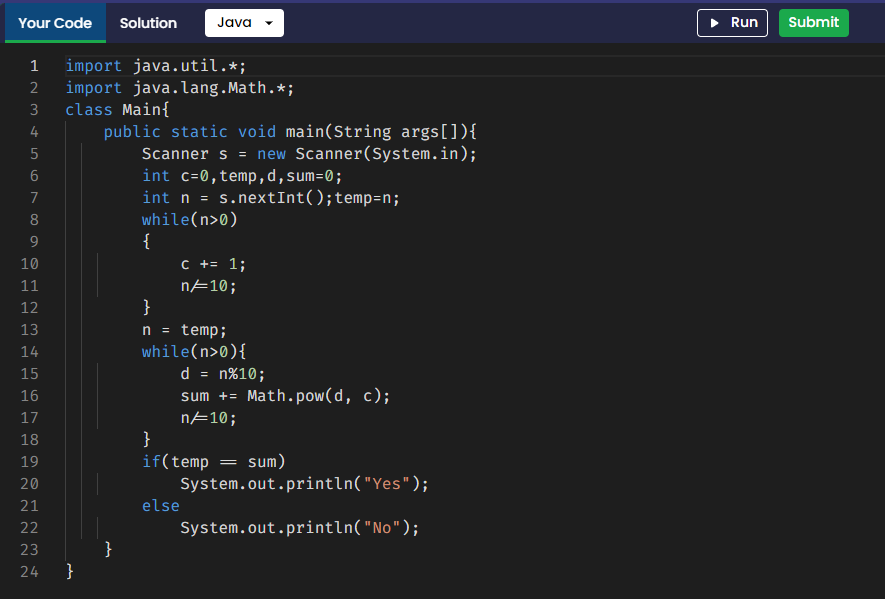 Your Code Solution Java Run Submit
1 import java.util.*;
2 import java.lang.Math.*;
3 class Main{
4     public static void main(String args[]){
5         Scanner s = new Scanner(System.in);
6         int c=0,temp,d,sum=0;
7         int n = s.nextInt();temp=n;
8         while(n>0)
9         {
10             c += 1;
11             n/=10;
12         }
13         n = temp;
14         while(n>0){
15             d = n%10;
16             sum += Math.pow(d, c);
17             n/=10;
18         }
19         if(temp == sum)
20             System.out.println("Yes");
21         else
22             System.out.println("No");
23     }
24 }